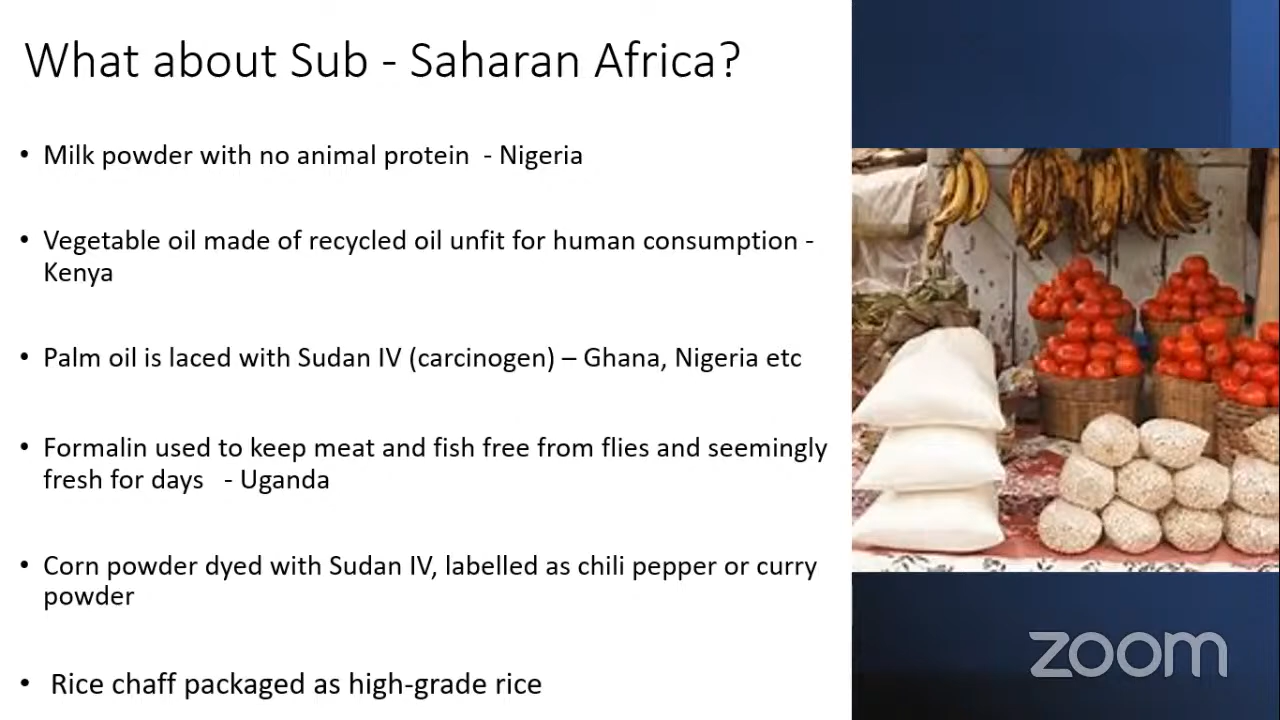 What about Sub - Saharan Africa?
• Milk powder with no animal protein - Nigeria
• Vegetable oil made of recycled oil unfit for human consumption -
Kenya
• Palm oil is laced with Sudan IV (carcinogen) – Ghana, Nigeria etc
• Formalin used to keep meat and fish free from flies and seemingly
fresh for days - Uganda
• Corn powder dyed with Sudan IV, labelled as chili pepper or curry
powder
• Rice chaff packaged as high-grade rice
zoom